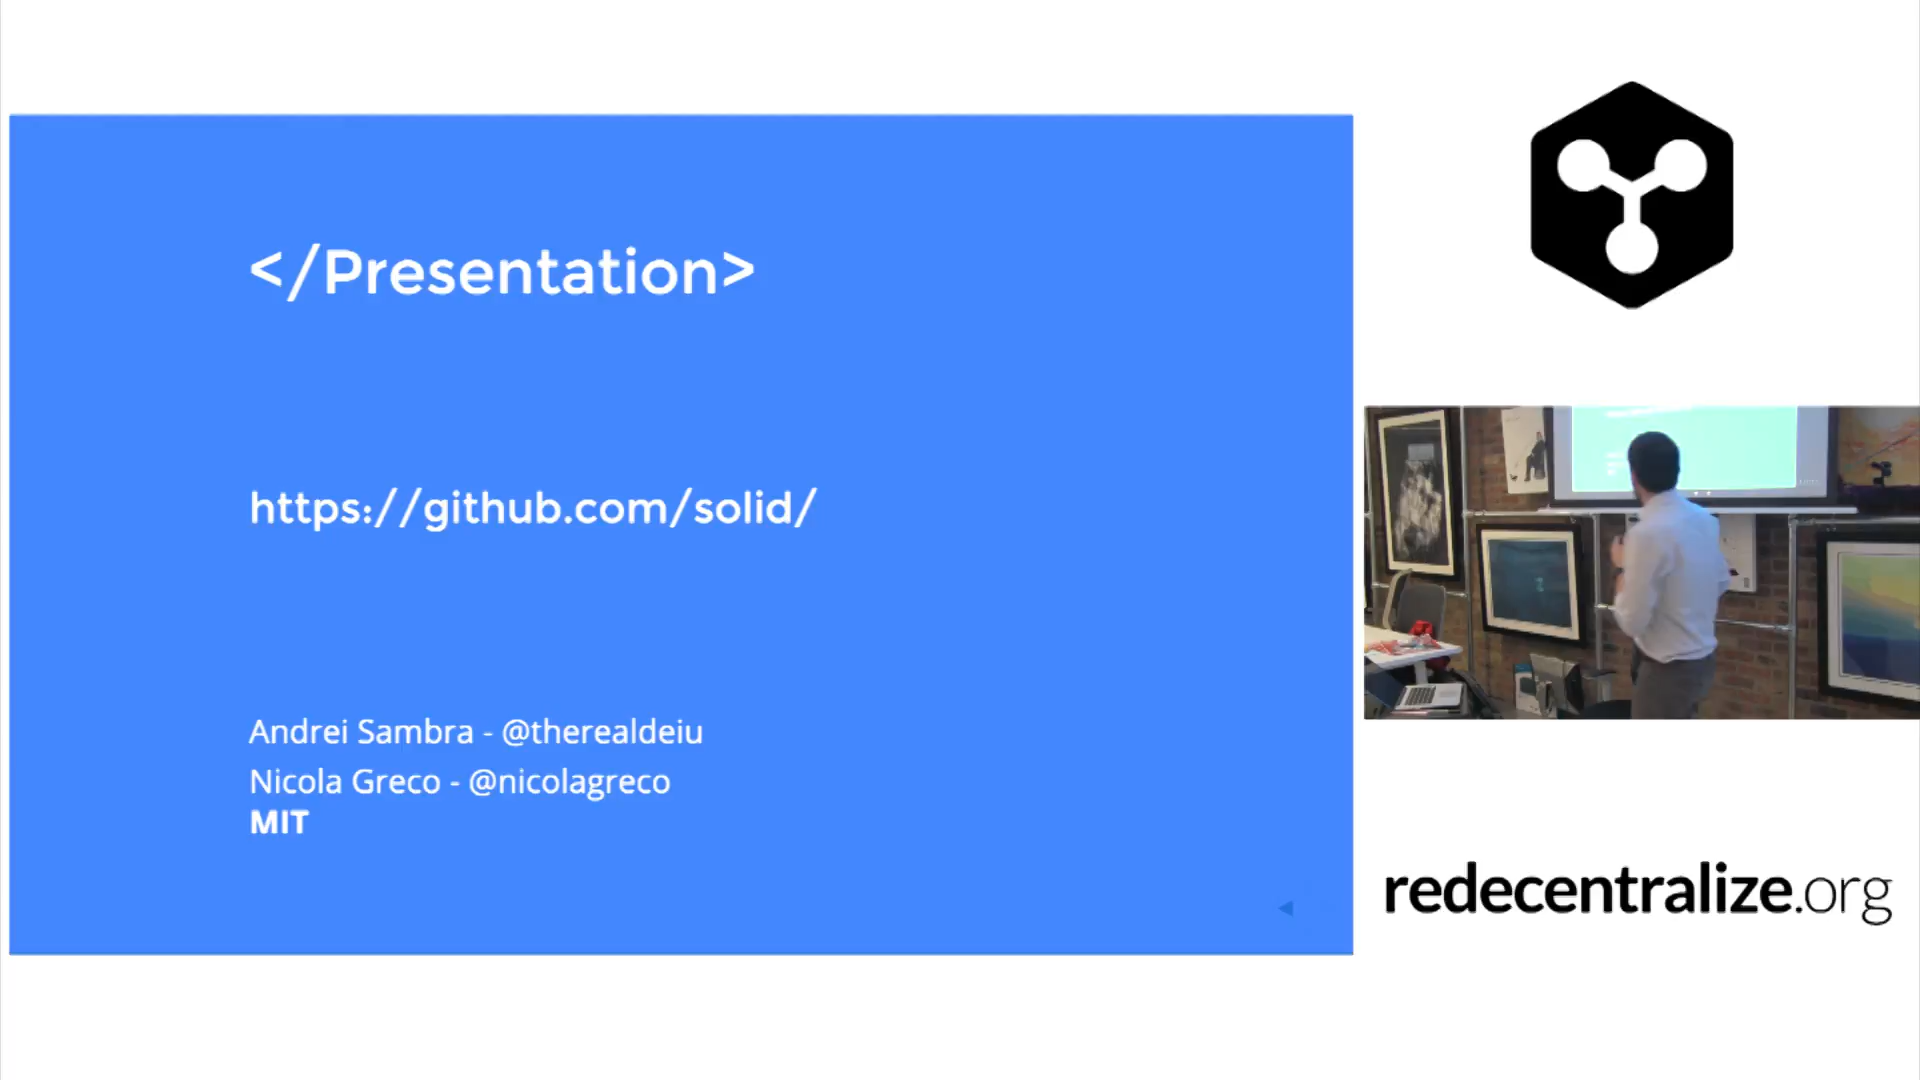 </Presentation>
https://github.com/solid/
Andrei Sambra - @therealdeiu
Nicola Greco - @nicolagreco
MIT
redecentralize.org